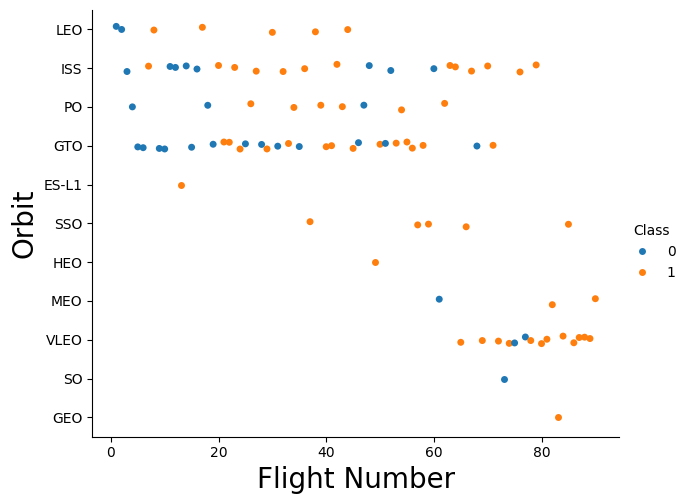 LEO
ISS
PO
GTO
ES-L1
SSO
HEO
MEO
VLEO
SO
GEO
Orbit
0
20
40
60
80
Flight Number
Class
0
1